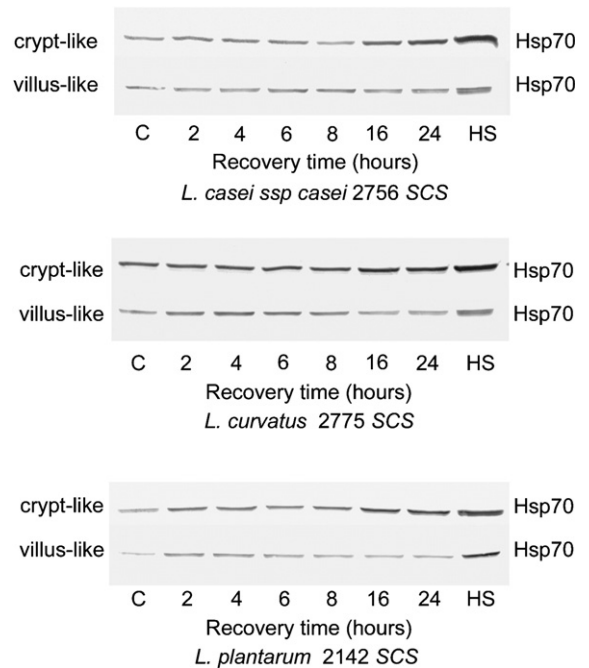 crypt-like Hsp70
villus-like Hsp70
C 2 4 6 8 16 24 HS
Recovery time (hours)
L. casei ssp casei 2756 SCS
crypt-like Hsp70
villus-like Hsp70
C 2 4 6 8 16 24 HS
Recovery time (hours)
L. curvatus 2775 SCS
crypt-like Hsp70
villus-like Hsp70
C 2 4 6 8 16 24 HS
Recovery time (hours)
L. plantarum 2142 SCS